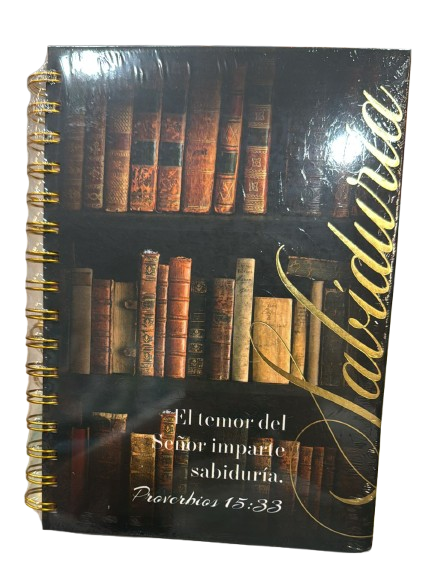 Sabiduría
El temor del
Señor imparte
sabiduría.
Proverbios 15:33